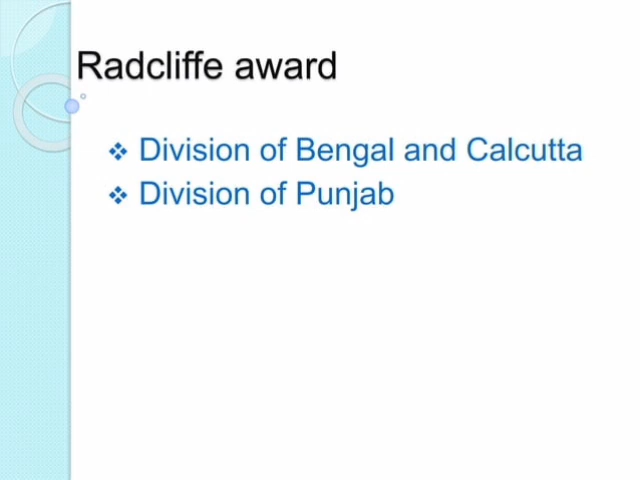 Radcliffe award
❖ Division of Bengal and Calcutta
❖ Division of Punjab